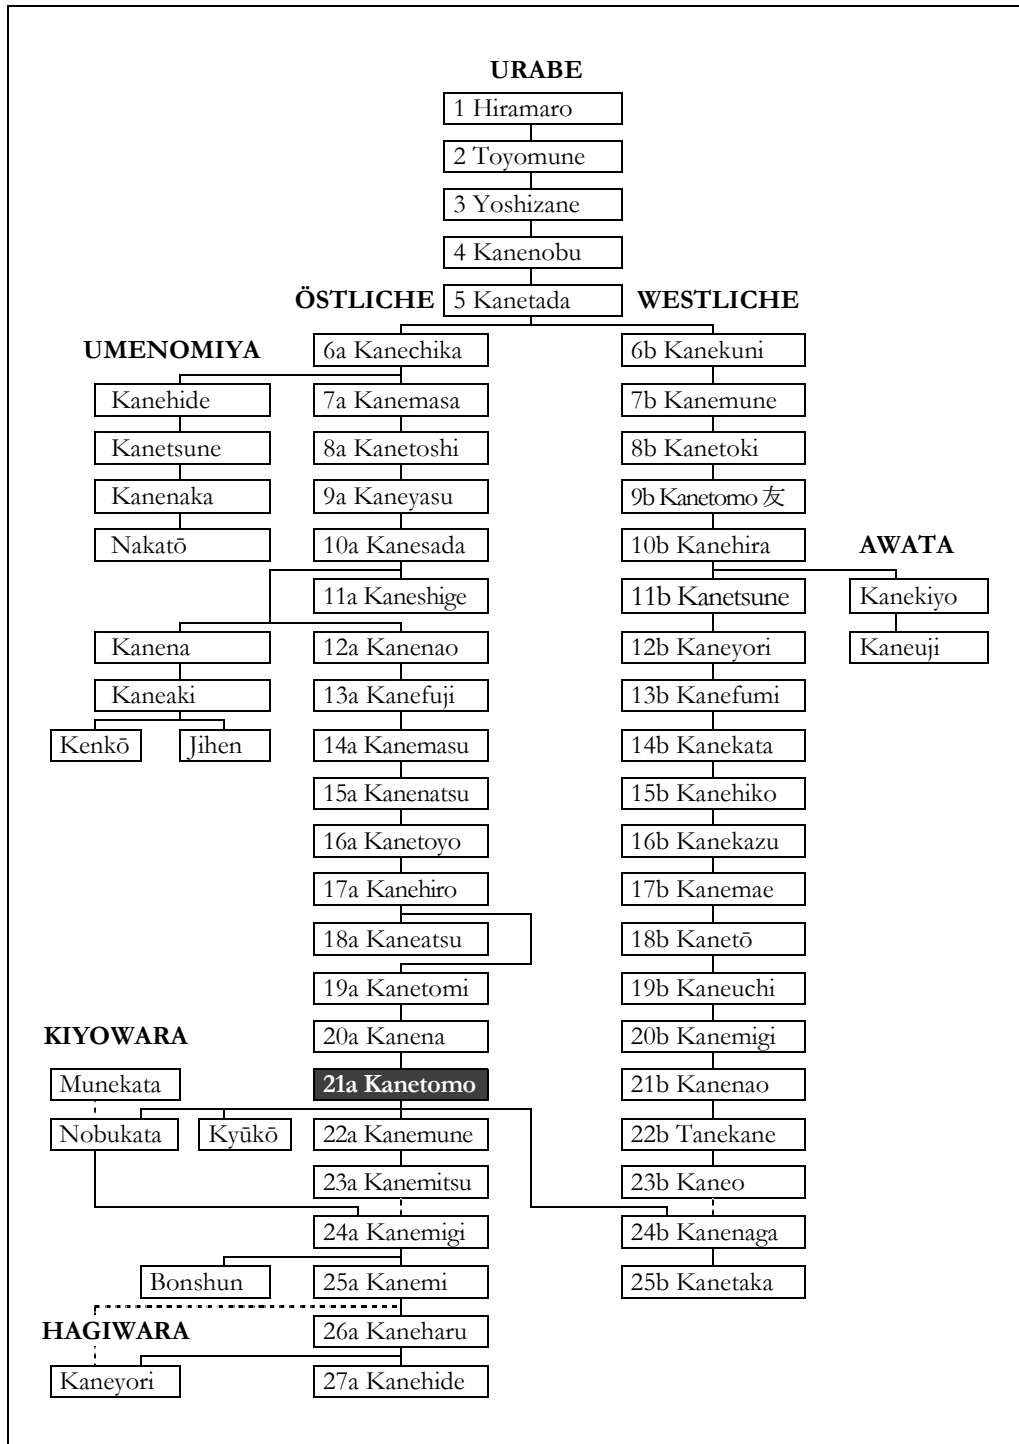 URABE
1 Hiramaro
2 Toyomune
3 Yoshizane
4 Kanenobu
ÖSTLICHE 5 Kanetada WESTLICHE
UMENOMIYA 6a Kanechika 6b Kanekuni
Kanehide 7a Kanemasa 7b Kanemune
Kanetsune 8a Kanetoshi 8b Kanetoki
Kanenaka 9a Kaneyasu 9b Kanetomo 友
Nakatō 10a Kanesada 10b Kanehira AWATA
11a Kaneshige 11b Kanetsune Kanekiyo
Kanena 12a Kanenao 12b Kaneyori Kaneuji
Kaneaki 13a Kanefuji 13b Kanefumi
Kenkō Jihen 14a Kanemasu 14b Kanekata
15a Kanenatsu 15b Kanehiko
16a Kanetoyo 16b Kanekazu
17a Kanehiro 17b Kanemae
18a Kaneatsu 18b Kanetō
19a Kanetomi 19b Kaneuchi
KIYOWARA 20a Kanena 20b Kanemigi
Munekata 21a Kanetomo 21b Kanenao
Nobukata Kyūkō 22a Kanemune 22b Tanekane
23a Kanemitsu 23b Kaneo
24a Kanemigi 24b Kanenaga
Bonshun 25a Kanemi 25b Kanetaka
HAGIWARA 26a Kaneharu
Kaneyori 27a Kanehide